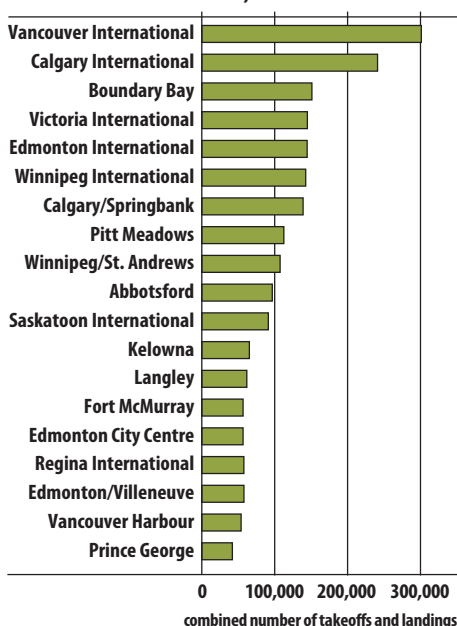 Vancouver International
Calgary International
Boundary Bay
Victoria International
Edmonton International
Winnipeg International
Calgary/Springbank
Pitt Meadows
Winnipeg/St. Andrews
Abbotsford
Saskatoon International
Kelowna
Langley
Fort McMurray
Edmonton City Centre
Regina International
Edmonton/Villeneuve
Vancouver Harbour
Prince George
0 100,000 200,000 300,000
combined number of takeoffs and landings